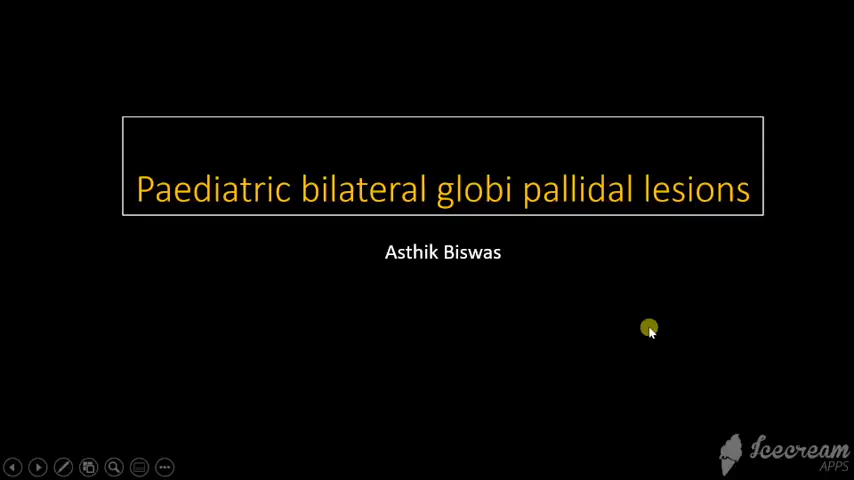 Paediatric bilateral globi pallidal lesions
Asthik Biswas
Icecream
APPS